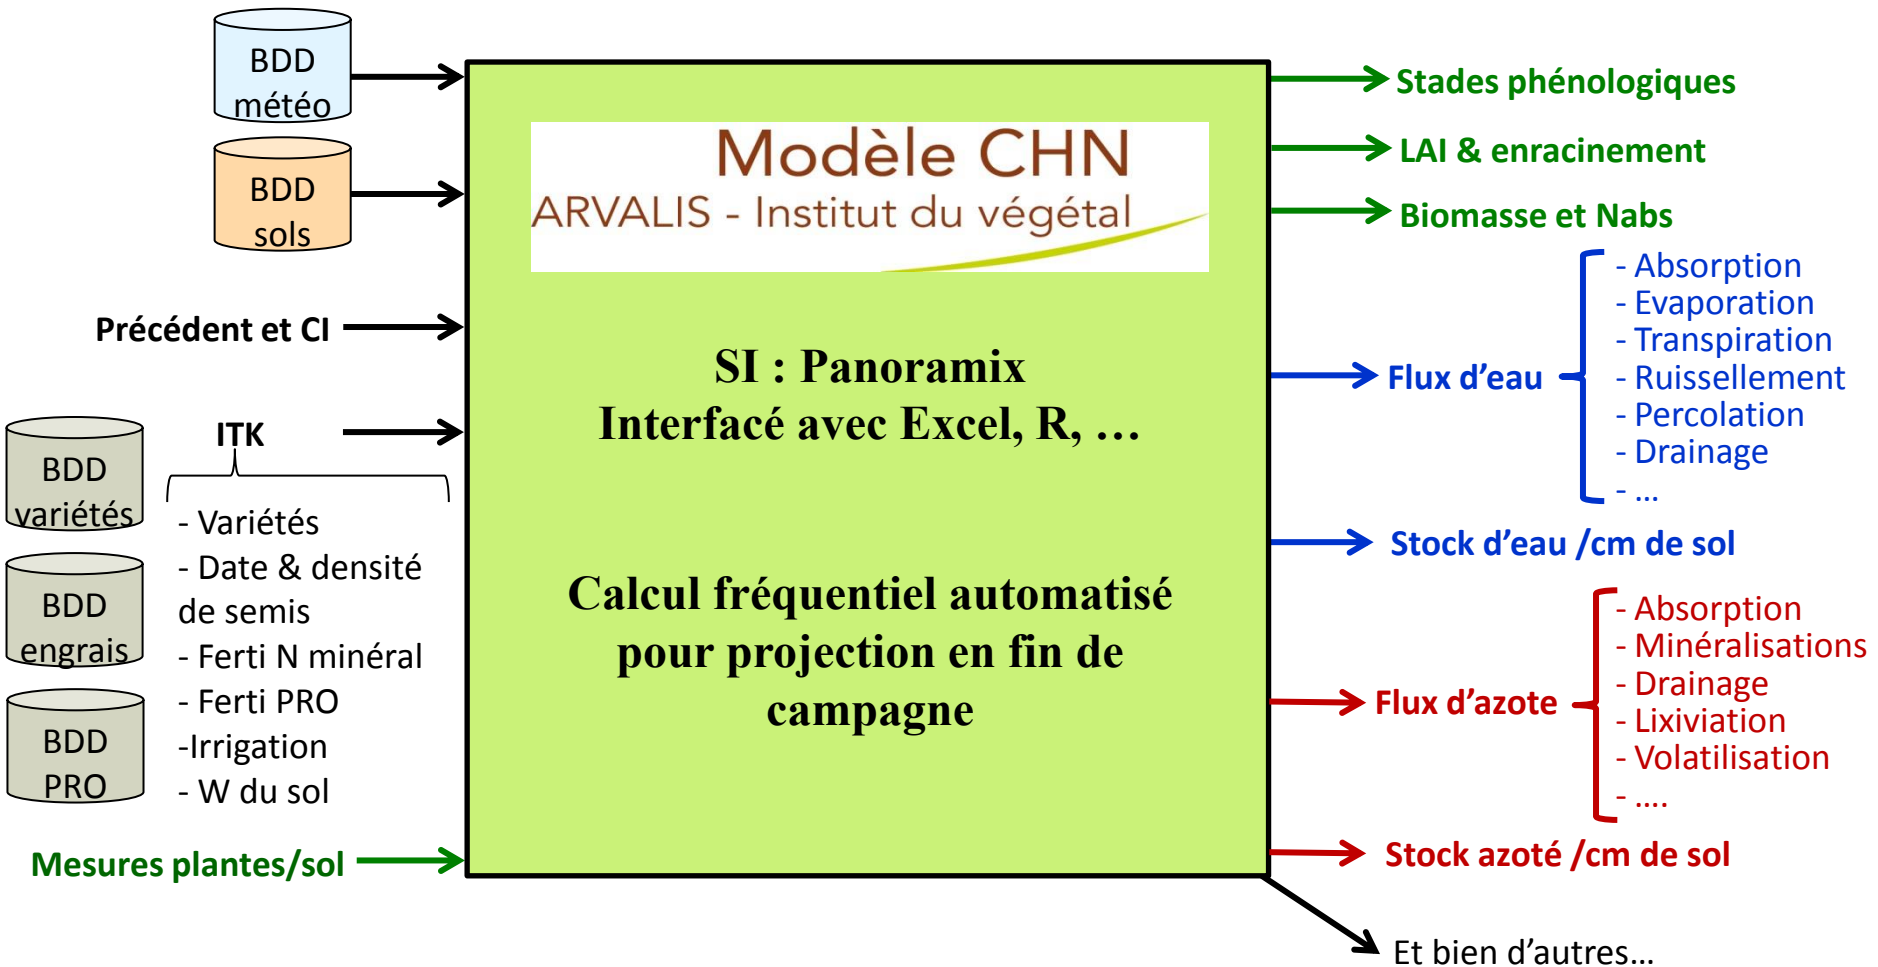 BDD
météo
BDD
sols
Précédent et CI
ITK
BDD
variétés
BDD
engrais
BDD
PRO
- Variétés
- Date & densité
de semis
- Ferti N minéral
- Ferti PRO
-Irrigation
- W du sol
Mesures plantes/sol
Modèle CHN
ARVALIS - Institut du végétal
SI : Panoramix
Interfacé avec Excel, R, …
Calcul fréquentiel automatisé
pour projection en fin de
campagne
Stades phénologiques
LAI & enracinement
Biomasse et Nabs
Flux d’eau
- Absorption
- Evaporation
- Transpiration
- Ruissellement
- Percolation
- Drainage
- …
Stock d’eau /cm de sol
Flux d’azote
- Absorption
- Minéralisations
- Drainage
- Lixiviation
- Volatilisation
- ….
Stock azoté /cm de sol
Et bien d’autres…